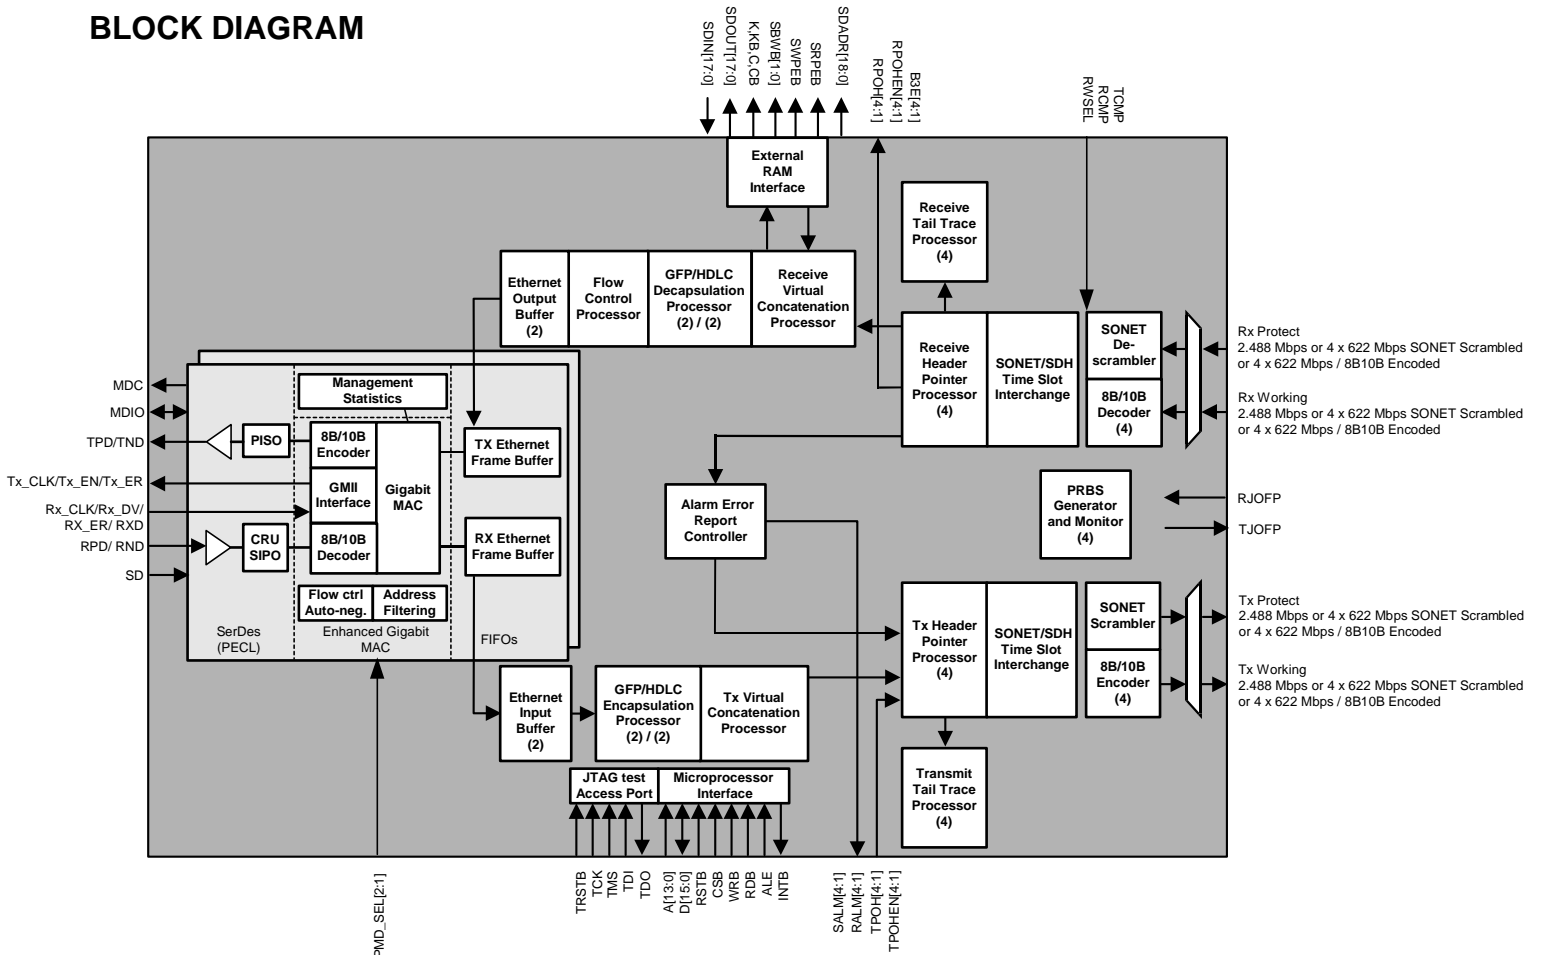 BLOCK DIAGRAM
SDIN[17:0]
SDOUT[17:0]
K,KB,C,CB
SBWB[1:0]
SWPEB
SRPEB
SDADR[18:0]
B3E[4:1]
RPOHEN[4:1]
RPOH[4:1]
TCMP
RCMP
RWSEL
External
RAM
Interface
Receive
Tail Trace
Processor
(4)
Ethernet
Output
Buffer
(2)
Flow
Control
Processor
GFP/HDLC
Decapsulation
Processor
(2) / (2)
Receive
Virtual
Concatenation
Processor
Receive
Header
Pointer
Processor
(4)
SONET/SDH
Time Slot
Interchange
SONET
De-
scrambler
8B/10B
Decoder
(4)
Rx Protect
2.488 Mbps or 4 x 622 Mbps SONET Scrambled
or 4 x 622 Mbps / 8B10B Encoded
Rx Working
2.488 Mbps or 4 x 622 Mbps SONET Scrambled
or 4 x 622 Mbps / 8B10B Encoded
MDC
MDIO
TPD/TND
Tx_CLK/Tx_EN/Tx_ER
Rx_CLK/Rx_DV/
RX_ER/ RXD
RPD/ RND
SD
Management
Statistics
PISO
8B/10B
Encoder
GMII
Interface
Gigabit
MAC
CRU
SIPO
8B/10B
Decoder
TX Ethernet
Frame Buffer
RX Ethernet
Frame Buffer
Flow ctrl
Auto-neg.
Address
Filtering
SerDes
(PECL)
Enhanced Gigabit
MAC
FIFOs
Alarm Error
Report
Controller
PRBS
Generator
and Monitor
(4)
RJOFP
TJOFP
Tx Header
Pointer
Processor
(4)
SONET/SDH
Time Slot
Interchange
SONET
Scrambler
8B/10B
Encoder
(4)
Tx Protect
2.488 Mbps or 4 x 622 Mbps SONET Scrambled
or 4 x 622 Mbps / 8B10B Encoded
Tx Working
2.488 Mbps or 4 x 622 Mbps SONET Scrambled
or 4 x 622 Mbps / 8B10B Encoded
Ethernet
Input
Buffer
(2)
GFP/HDLC
Encapsulation
Processor
(2) / (2)
Tx Virtual
Concatenation
Processor
Transmit
Tail Trace
Processor
(4)
JTAG test
Access Port
Microprocessor
Interface
PMD_SEL[2:1]
TRSTB
TCK
TMS
TDI
TDO
A[13:0]
D[15:0]
RSTB
CSB
WRB
RDB
ALE
INTB
SALM[4:1]
RALM[4:1]
TPOH[4:1]
TPOHEN[4:1]